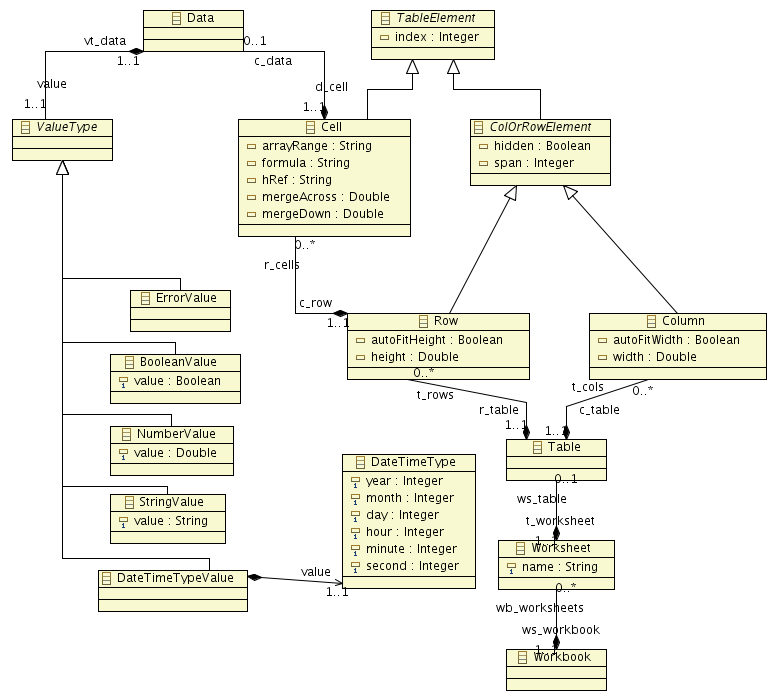 Data
TableElement
index : Integer
vt_data
1..1
0..1
c_data
value
1..1
d_cell
1..1
ValueType
Cell
arrayRange : String
formula : String
hRef : String
mergeAcross : Double
mergeDown : Double
ColOrRowElement
hidden : Boolean
span : Integer
0..*
r_cells
c_row
1..1
ErrorValue
Row
autoFitHeight : Boolean
height : Double
0..*
Column
autoFitWidth : Boolean
width : Double
0..*
BooleanValue
value : Boolean
t_rows
r_table
1..1
t_cols
c_table
1..1
NumberValue
value : Double
Table
0..1
DateTimeType
year : Integer
month : Integer
day : Integer
hour : Integer
minute : Integer
second : Integer
StringValue
value : String
ws_table
t_worksheet
1..1
Worksheet
name : String
0..*
DateTimeTypeValue
value
1..1
wb_worksheets
ws_workbook
1..1
Workbook